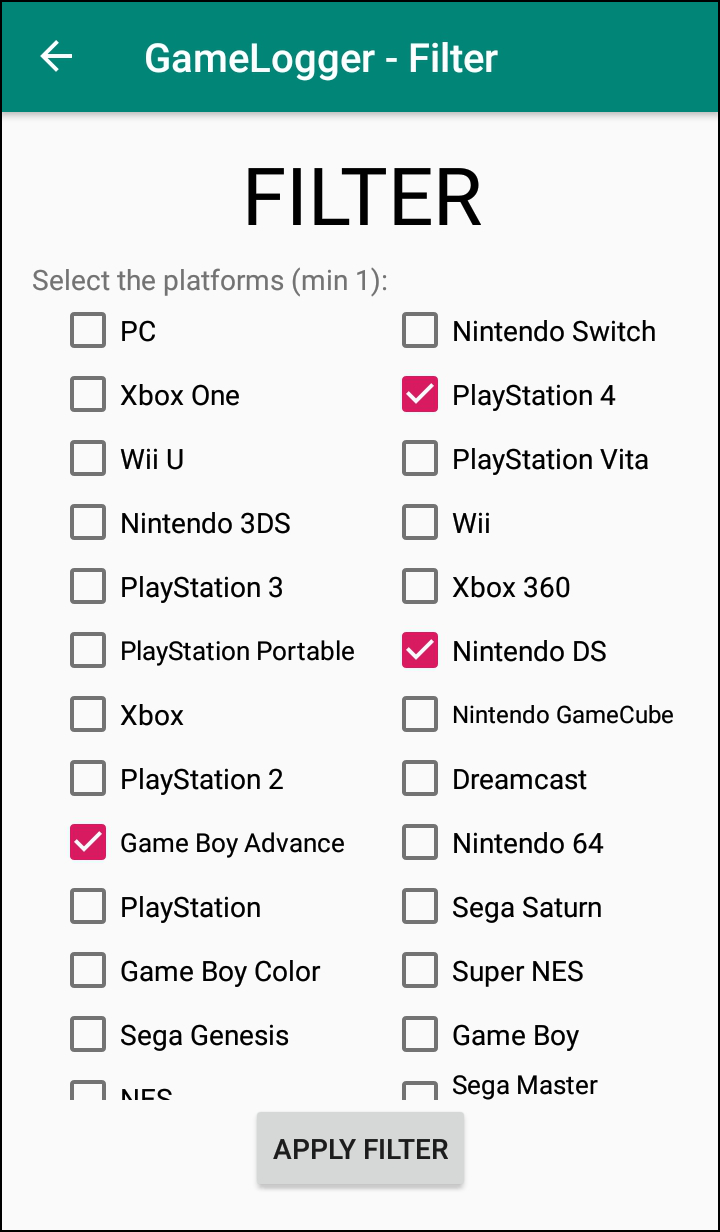 GameLogger - Filter
FILTER
Select the platforms (min 1):
PC
Nintendo Switch
Xbox One
PlayStation 4
Wii U
PlayStation Vita
Nintendo 3DS
Wii
PlayStation 3
Xbox 360
PlayStation Portable
Nintendo DS
Xbox
Nintendo GameCube
PlayStation 2
Dreamcast
Game Boy Advance
Nintendo 64
PlayStation
Sega Saturn
Game Boy Color
Super NES
Sega Genesis
Game Boy
NES
Sega Master
APPLY FILTER